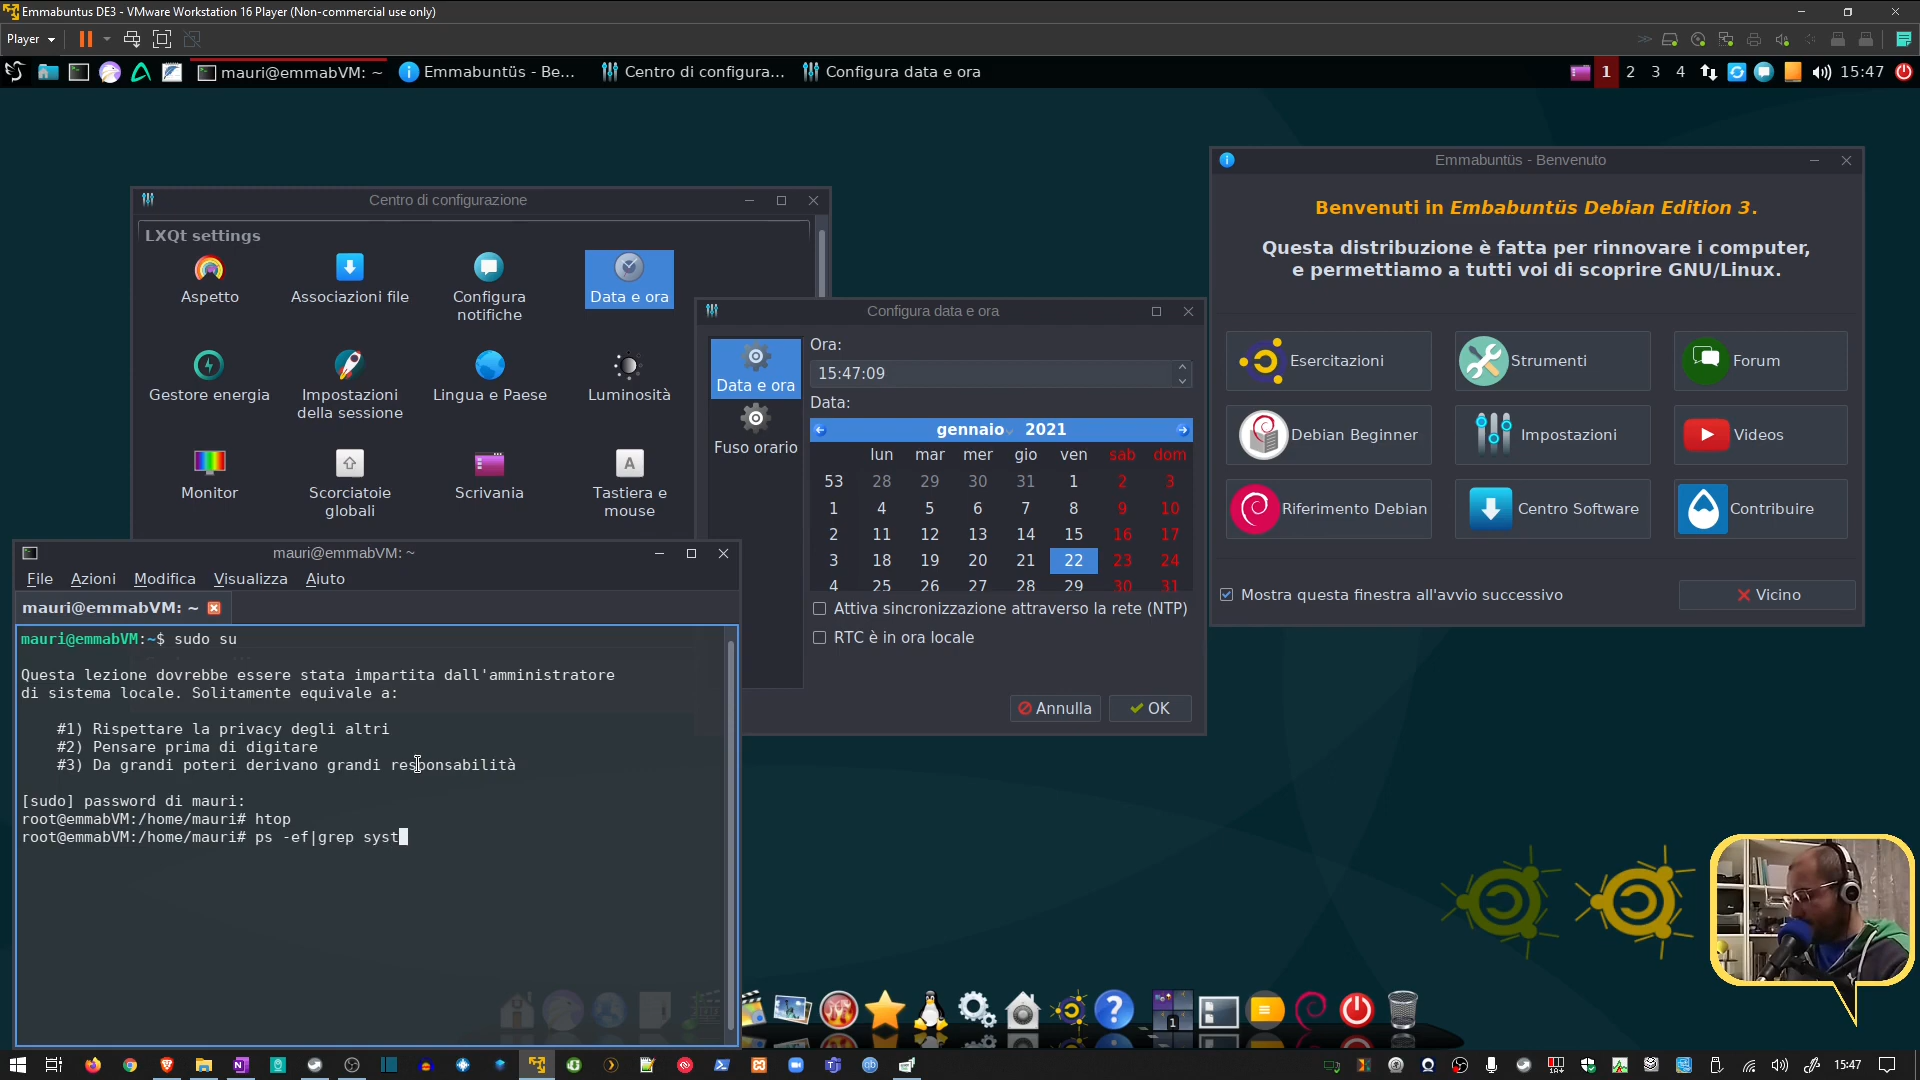 Emmabuntus DE3 - VMware Workstation 16 Player (Non-commercial use only)
Player
mauri@emmabVM: ~
Emmabuntüs - Be...
Centro di configura...
Configura data e ora
1 2 3 4
15:47
Centro di configurazione
LXQt settings
Aspetto
Associazioni file
Configura
notifiche
Data e ora
Gestore energia
Impostazioni
della sessione
Lingua e Paese
Luminosità
Monitor
Scorciatoie
globali
Scrivania
Tastiera e
mouse
Configura data e ora
Data e ora
Fuso orario
Ora:
15:47:09
Data:
gennaio 2021
lun mar mer gio ven sab dom
53 28 29 30 31 1 2 3
1 4 5 6 7 8 9 10
2 11 12 13 14 15 16 17
3 18 19 20 21 22 23 24
4 25 26 27 28 29 30 31
Attiva sincronizzazione attraverso la rete (NTP)
RTC è in ora locale
Annulla
OK
Emmabuntüs - Benvenuto
Benvenuti in Embabuntüs Debian Edition 3.
Questa distribuzione è fatta per rinnovare i computer,
e permettiamo a tutti voi di scoprire GNU/Linux.
Esercitazioni
Strumenti
Forum
Debian Beginner
Impostazioni
Videos
Riferimento Debian
Centro Software
Contribuire
Mostra questa finestra all'avvio successivo
Vicino
mauri@emmabVM: ~
File Azioni Modifica Visualizza Aiuto
mauri@emmabVM: ~
mauri@emmabVM:~$ sudo su
Questa lezione dovrebbe essere stata impartita dall'amministratore
di sistema locale. Solitamente equivale a:
#1) Rispettare la privacy degli altri
#2) Pensare prima di digitare
#3) Da grandi poteri derivano grandi responsabilità
[sudo] password di mauri:
root@emmabVM:/home/mauri# htop
root@emmabVM:/home/mauri# ps -ef|grep syst
1
15:47